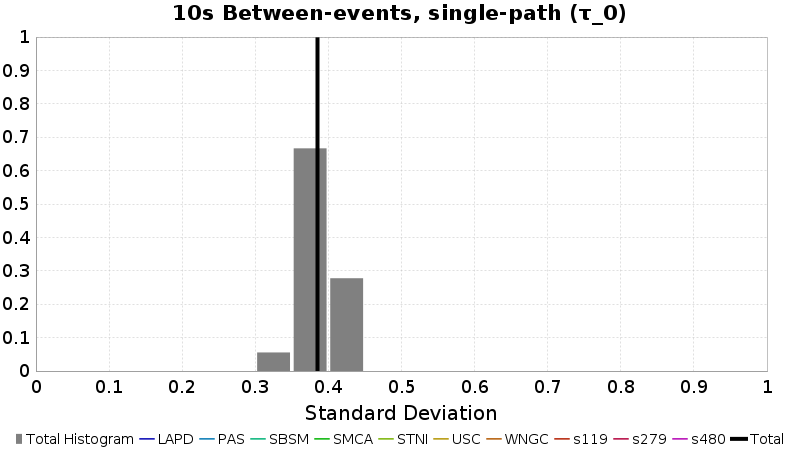 10s Between-events, single-path (τ_0)
1
0.9
0.8
0.7
0.6
0.5
0.4
0.3
0.2
0.1
0
0 0.1 0.2 0.3 0.4 0.5 0.6 0.7 0.8 0.9 1
Standard Deviation
Total Histogram LAPD PAS SBSM SMCA STNI USC WNGC s119 s279 s480 Total